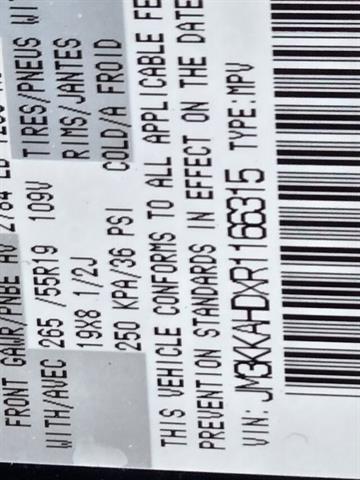 TIRES/PNEUS
RIMS/JANTES
COLD/A FROID
FRONT GAWR/PNBE
WITH/AVEC 265 /55R19 109V
19X8 1/2J
250 KPA/36 PSI
THIS VEHICLE CONFORMS TO ALL APPLICABLE
PREVENTION STANDARDS IN EFFECT ON THE DATE
VIN: JM3KKAHDXR1166315 TYPE:MPV